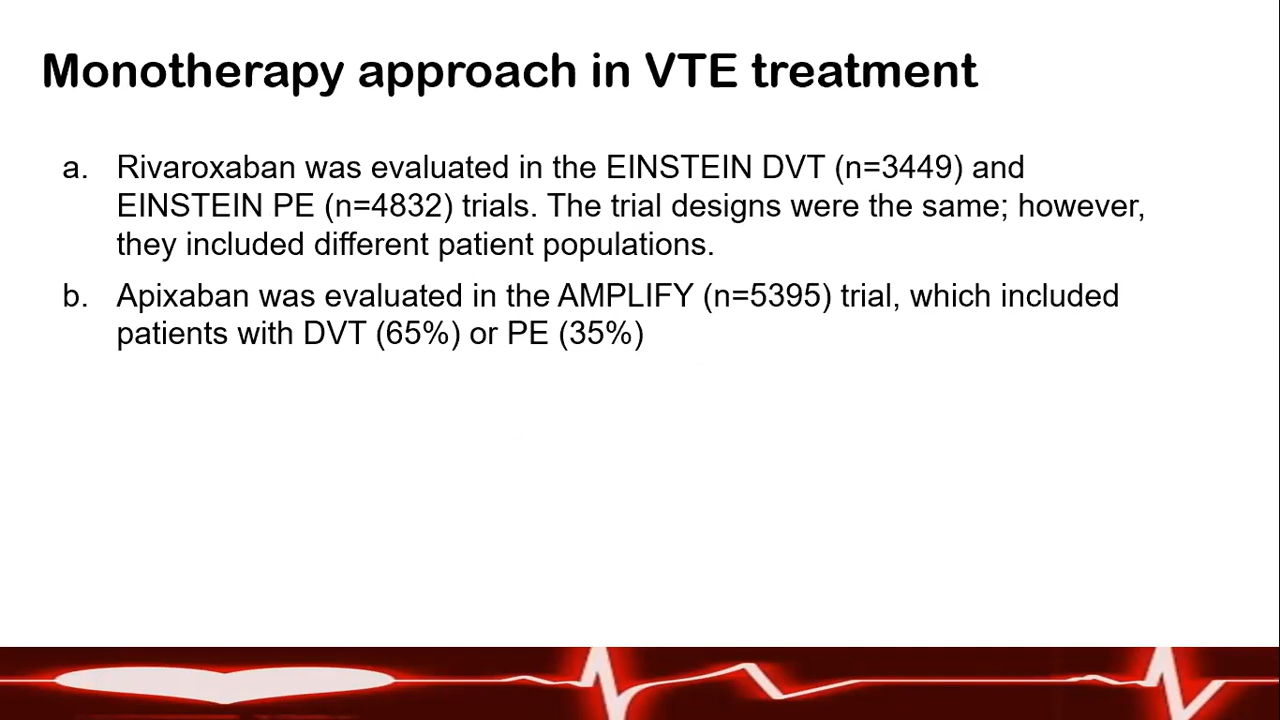 Monotherapy approach in VTE treatment
a. Rivaroxaban was evaluated in the EINSTEIN DVT (n=3449) and
EINSTEIN PE (n=4832) trials. The trial designs were the same; however,
they included different patient populations.
b. Apixaban was evaluated in the AMPLIFY (n=5395) trial, which included
patients with DVT (65%) or PE (35%)